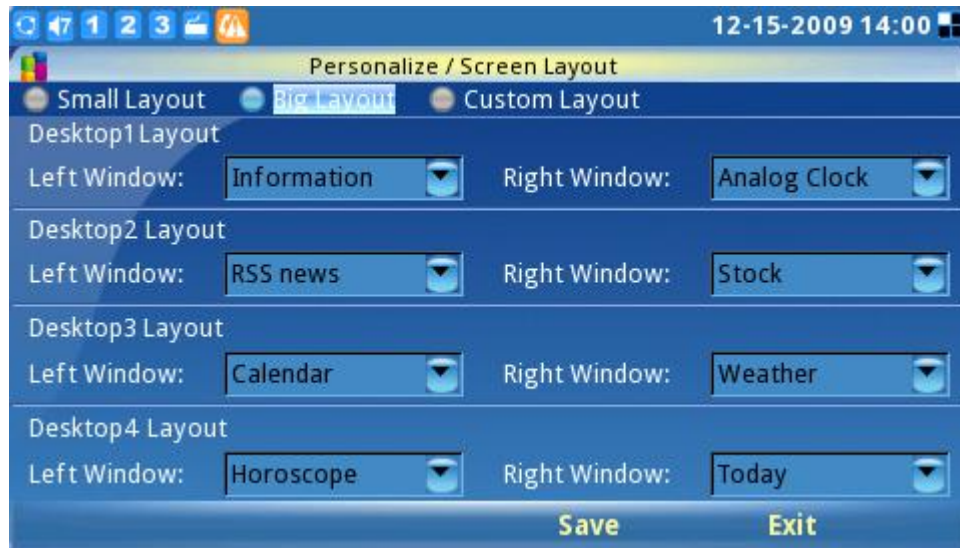 7 1 2 3 12-15-2009 14:00
Personalize / Screen Layout
Small Layout Big Layout Custom Layout
Desktop1 Layout
Left Window: Information Right Window: Analog Clock
Desktop2 Layout
Left Window: RSS news Right Window: Stock
Desktop3 Layout
Left Window: Calendar Right Window: Weather
Desktop4 Layout
Left Window: Horoscope Right Window: Today
Save Exit